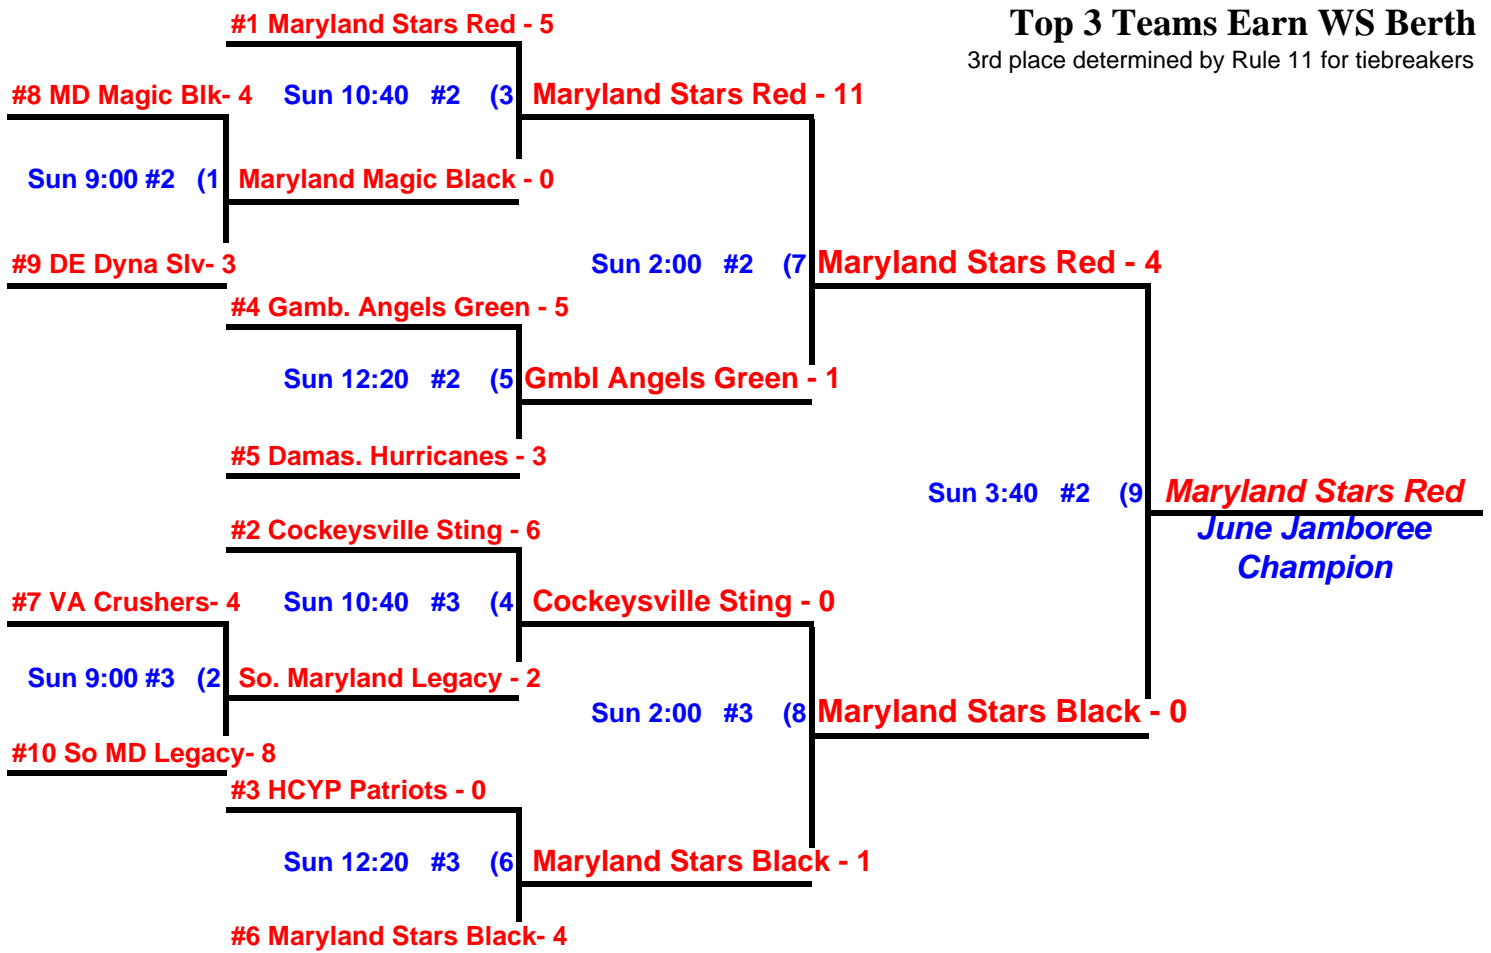 #1 Maryland Stars Red - 5
Top 3 Teams Earn WS Berth
3rd place determined by Rule 11 for tiebreakers
#8 MD Magic Blk- 4
Sun 10:40 #2 (3
Maryland Stars Red - 11
Sun 9:00 #2 (1
Maryland Magic Black - 0
#9 DE Dyna Slv- 3
Sun 2:00 #2 (7
Maryland Stars Red - 4
#4 Gamb. Angels Green - 5
Sun 12:20 #2 (5
Gmbl Angels Green - 1
#5 Damas. Hurricanes - 3
Sun 3:40 #2 (9
Maryland Stars Red
June Jamboree
Champion
#2 Cockeysville Sting - 6
#7 VA Crushers- 4
Sun 10:40 #3 (4
Cockeysville Sting - 0
Sun 9:00 #3 (2
So. Maryland Legacy - 2
Sun 2:00 #3 (8
Maryland Stars Black - 0
#10 So MD Legacy- 8
#3 HCYP Patriots - 0
Sun 12:20 #3 (6
Maryland Stars Black - 1
#6 Maryland Stars Black- 4